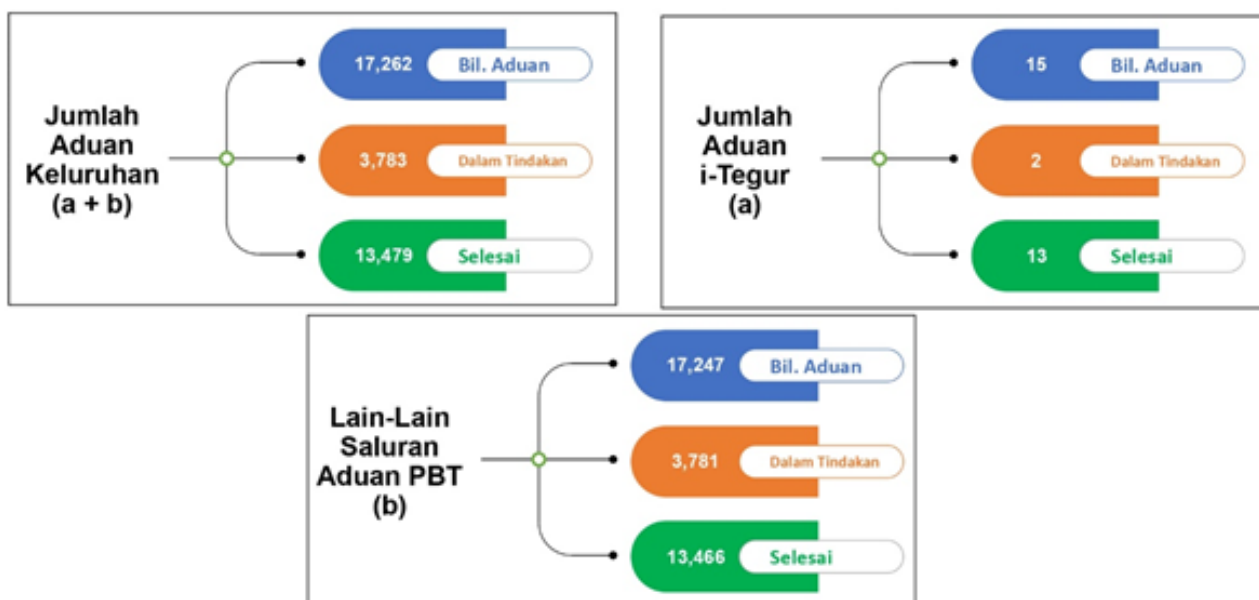 Jumlah
Aduan
Keluruhan
(a + b)
17,262 Bil. Aduan
3,783 Dalam Tindakan
13,479 Selesai
Jumlah
Aduan
i-Tegur
(a)
15 Bil. Aduan
2 Dalam Tindakan
13 Selesai
Lain-Lain
Saluran
Aduan PBT
(b)
17,247 Bil. Aduan
3,781 Dalam Tindakan
13,466 Selesai